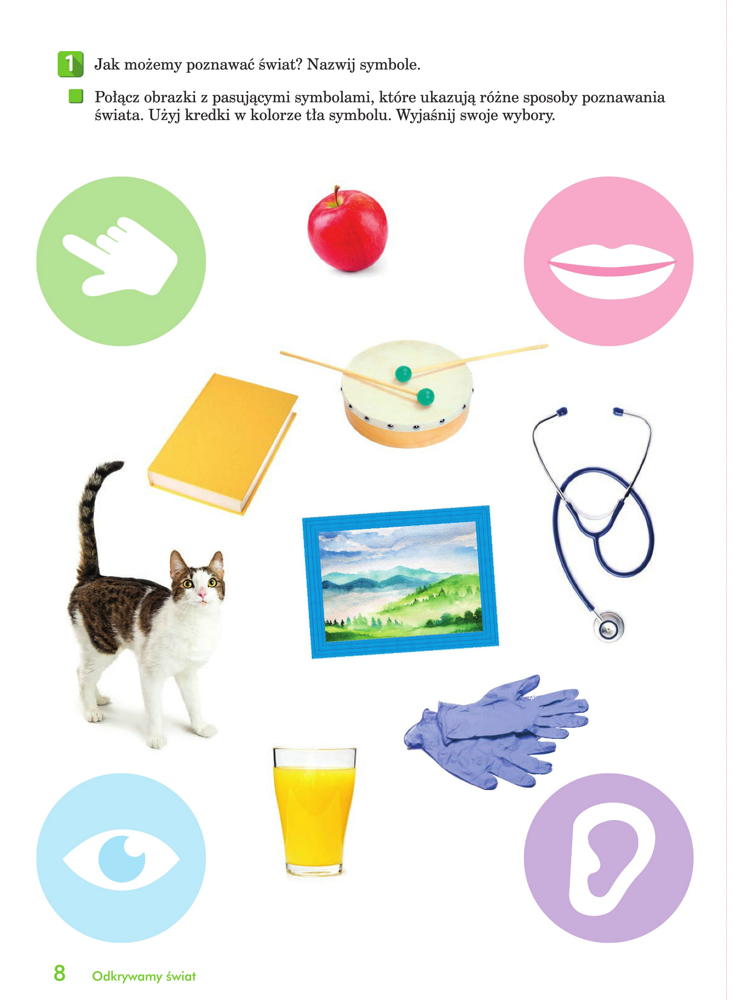 1 Jak możemy poznawać świat? Nazwij symbole.
Połącz obrazki z pasującymi symbolami, które ukazują różne sposoby poznawania
świata. Użyj kredki w kolorze tła symbolu. Wyjaśnij swoje wybory.
8 Odkrywamy świat